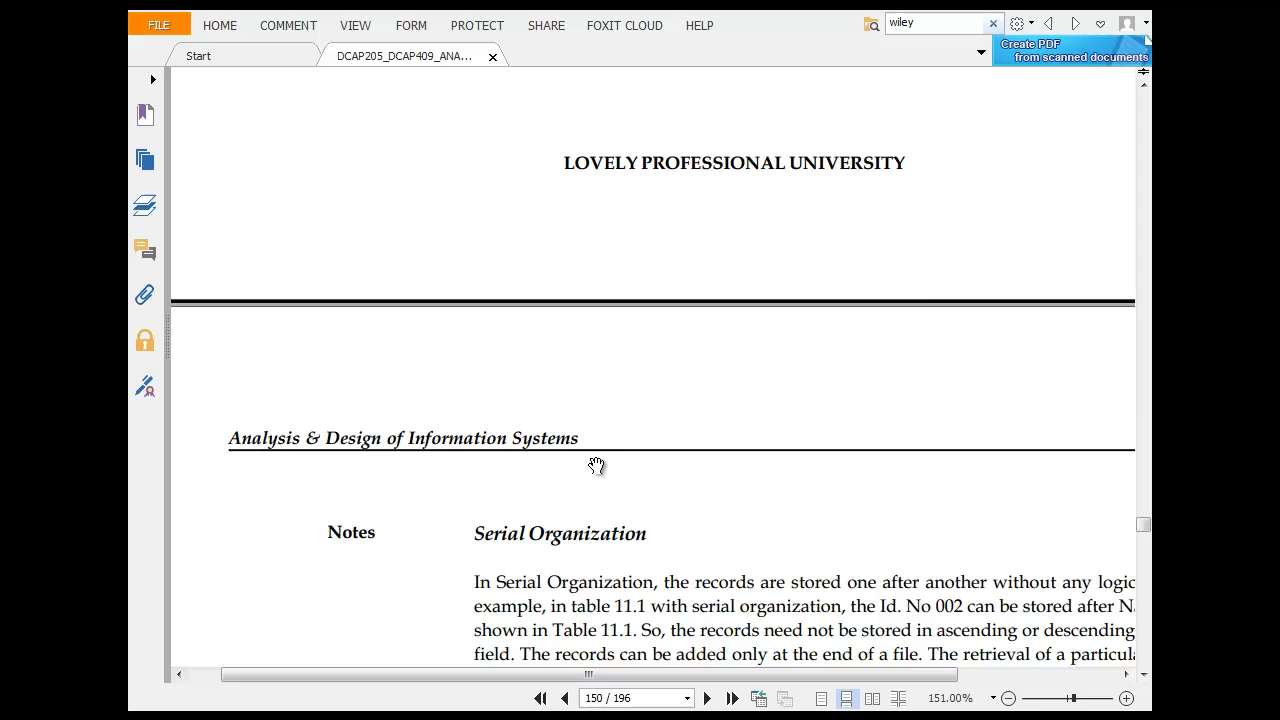 FILE HOME COMMENT VIEW FORM PROTECT SHARE FOXIT CLOUD HELP wiley
Start DCAP205_DCAP409_ANA... Create PDF
from scanned documents
LOVELY PROFESSIONAL UNIVERSITY
Analysis & Design of Information Systems
Notes Serial Organization
In Serial Organization, the records are stored one after another without any logic
example, in table 11.1 with serial organization, the Id. No 002 can be stored after N
shown in Table 11.1. So, the records need not be stored in ascending or descending
field. The records can be added only at the end of a file. The retrieval of a particul
150 / 196 151.00%